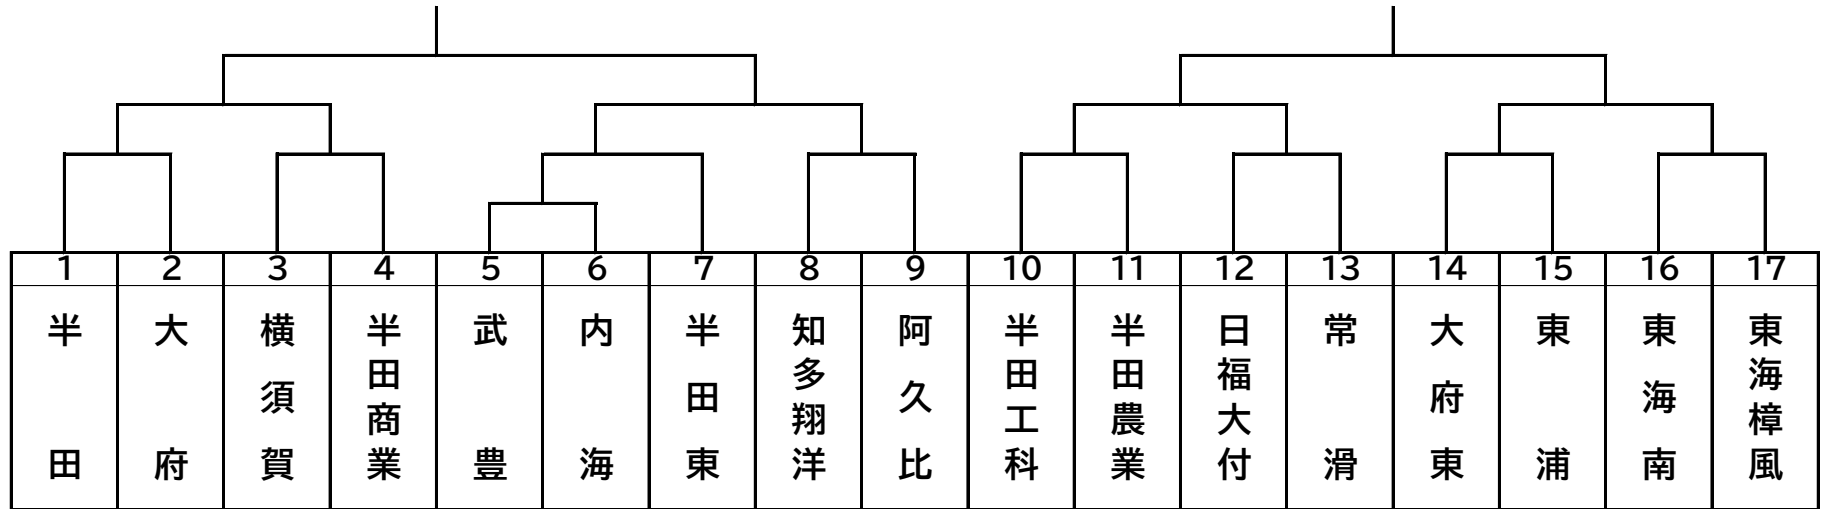 1 2 3 4 5 6 7 8 9 10 11 12 13 14 15 16 17
半田
大府
横須賀
半田商業
武豊
内海
半田東
知多翔洋
阿久比
半田工科
半田農業
日福大付
常滑
大府東
東浦
東海南
東海樟風